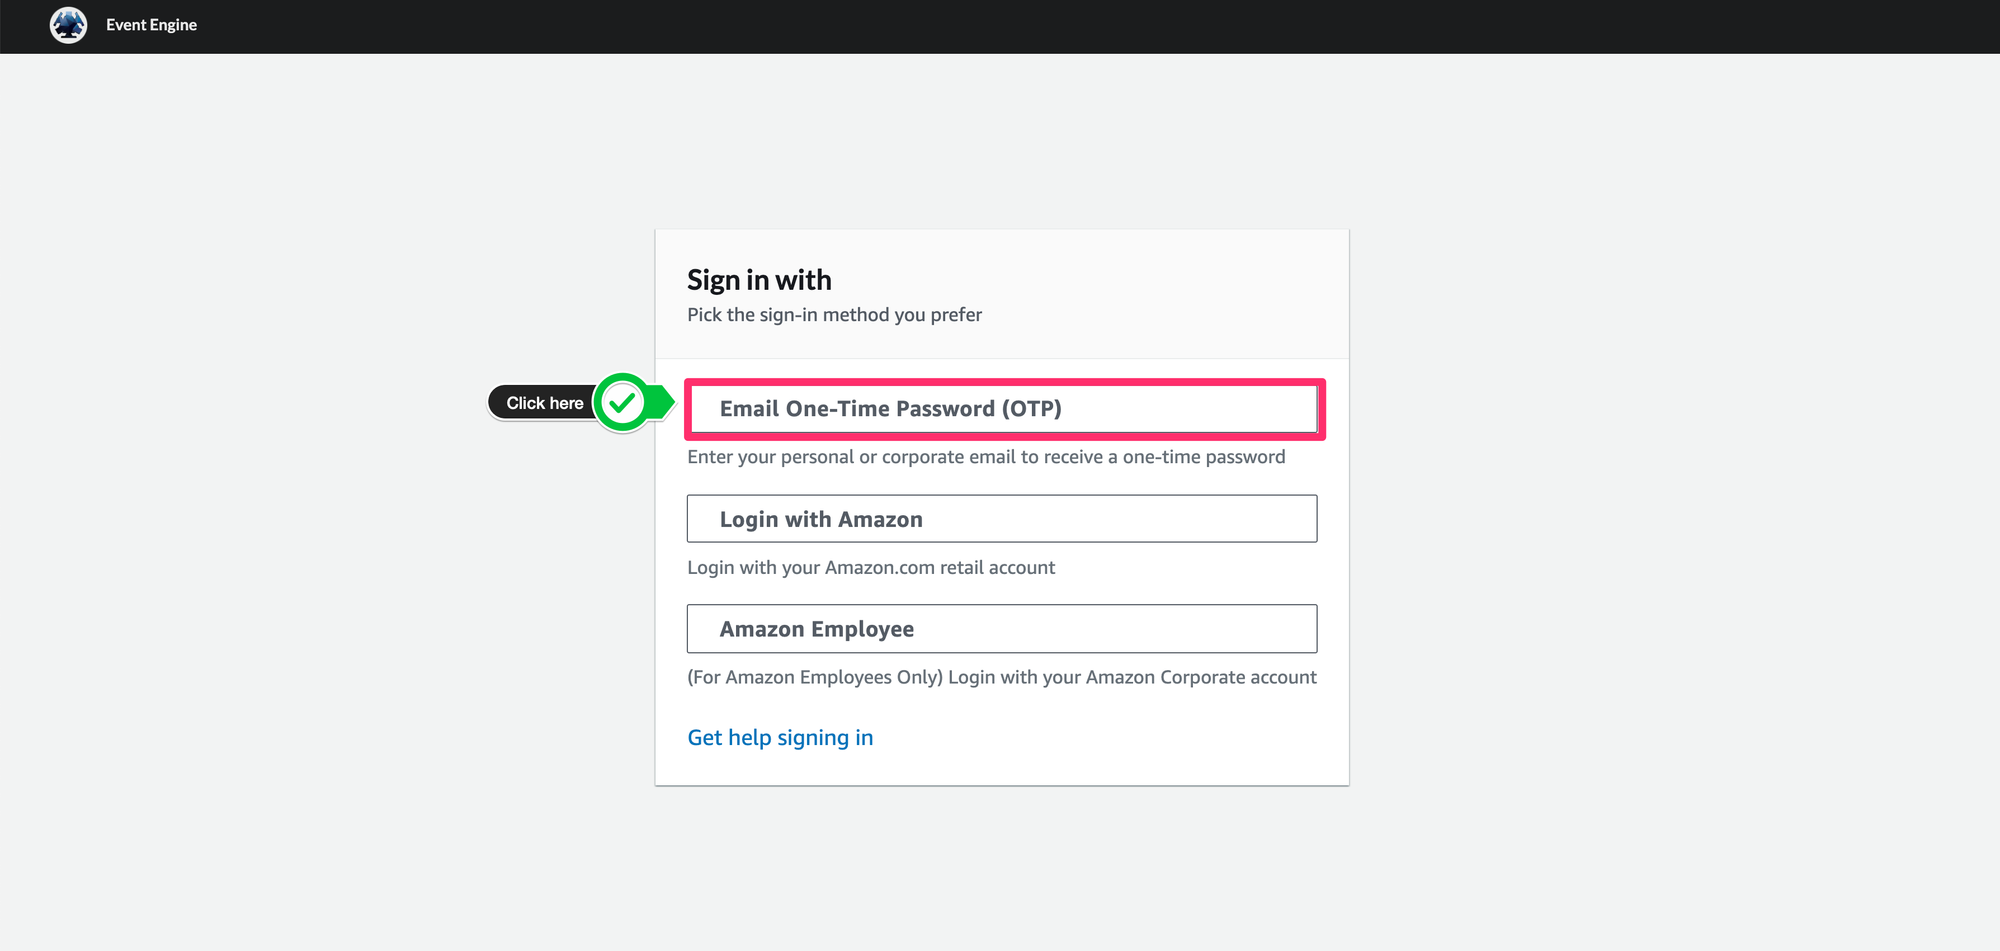 Event Engine
Sign in with
Pick the sign-in method you prefer
Click here
Email One-Time Password (OTP)
Enter your personal or corporate email to receive a one-time password
Login with Amazon
Login with your Amazon.com retail account
Amazon Employee
(For Amazon Employees Only) Login with your Amazon Corporate account
Get help signing in